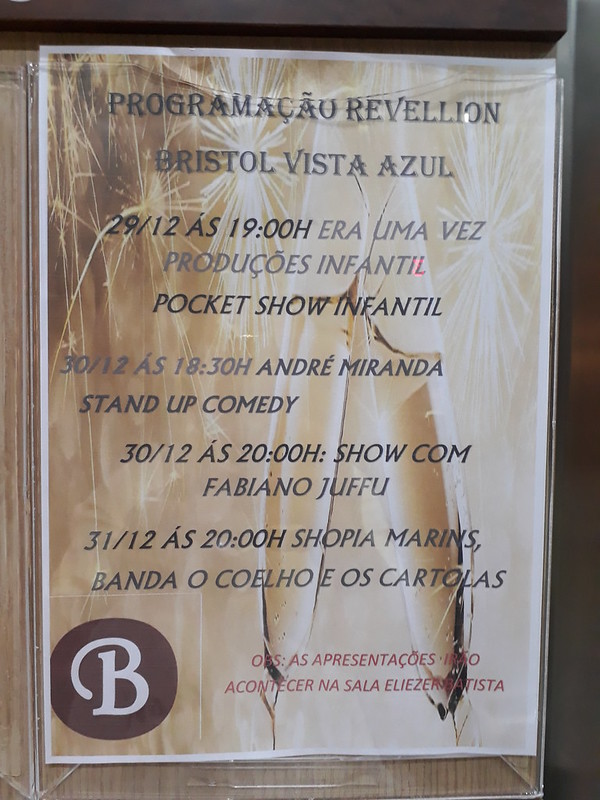 PROGRAMAÇÃO REVELLION
BRISTOL VISTA AZUL
29/12 ÁS 19:00H ERA UMA VEZ
PRODUÇÕES INFANTIL
POCKET SHOW INFANTIL
30/12 ÁS 18:30H ANDRÉ MIRANDA
STAND UP COMEDY
30/12 ÁS 20:00H: SHOW COM
FABIANO JUFFU
31/12 ÁS 20:00H SHOPIA MARINS,
BANDA O COELHO E OS CARTOLAS
OBS: AS APRESENTAÇÕES IRÃO
ACONTECER NA SALA ELIEZER BATISTA
B